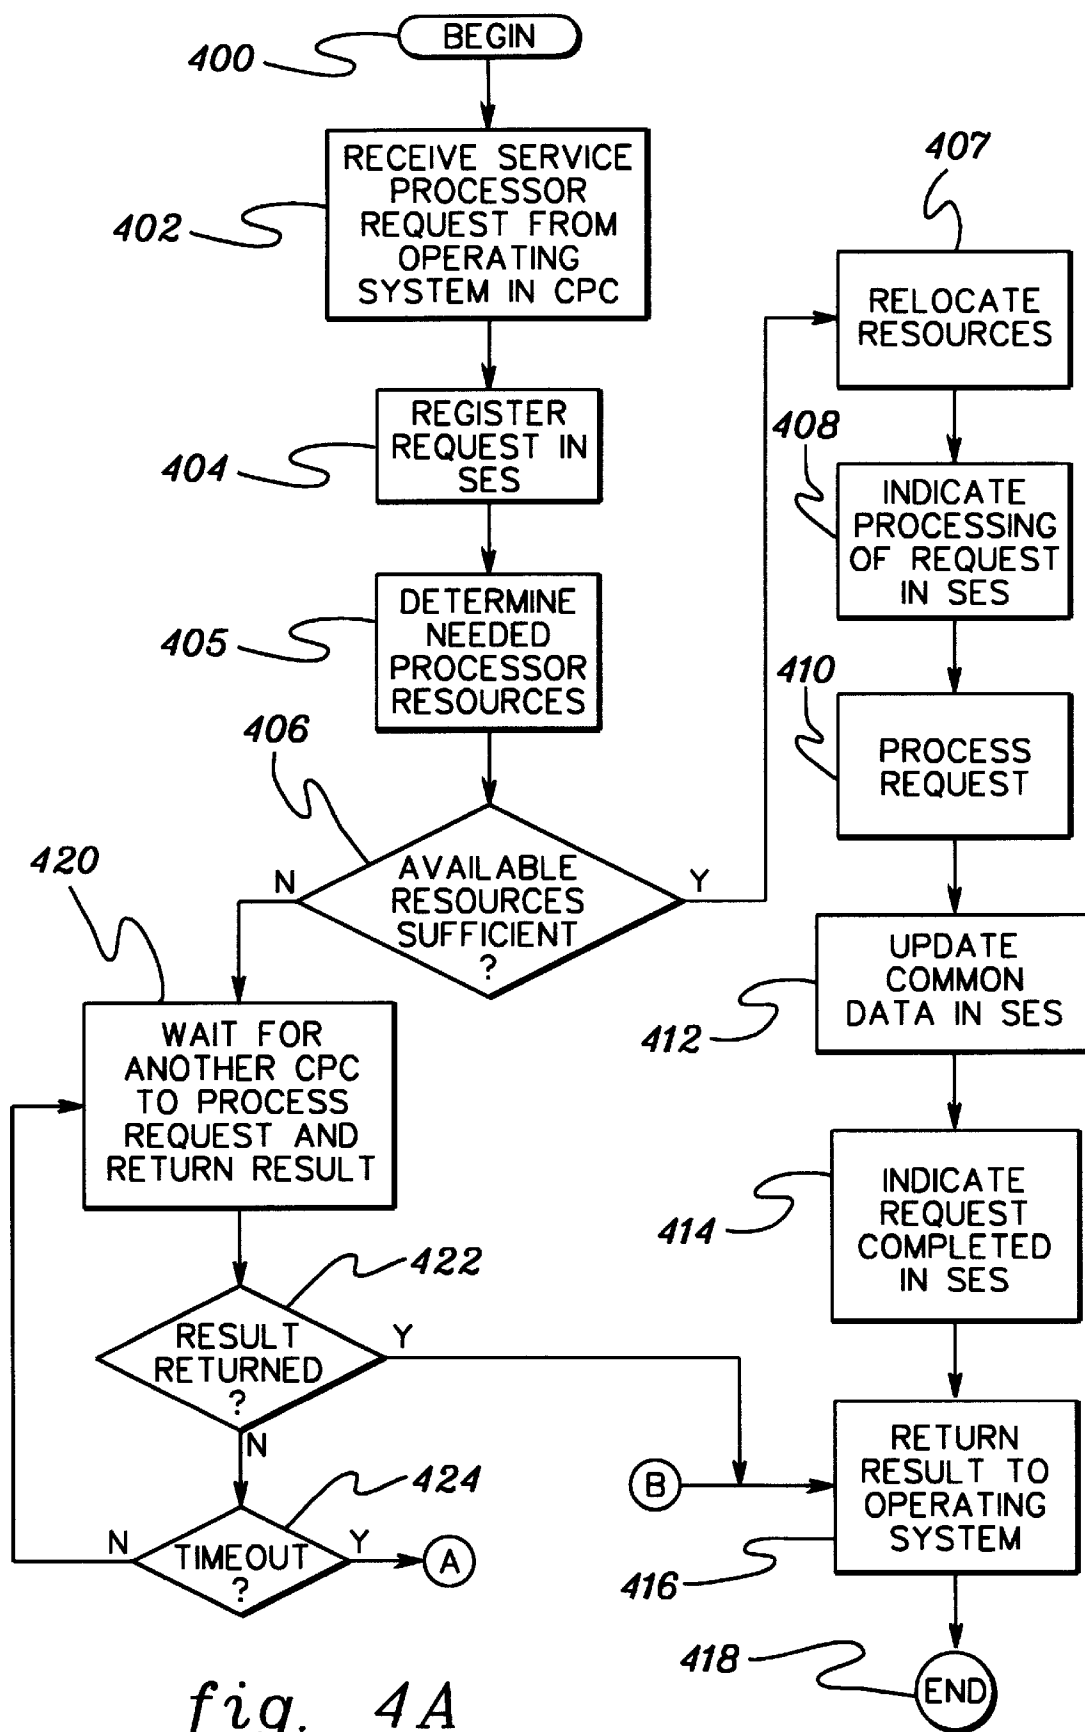 BEGIN
400
RECEIVE SERVICE
PROCESSOR
REQUEST FROM
OPERATING
SYSTEM IN CPC
402
REGISTER
REQUEST IN
SES
404
DETERMINE
NEEDED
PROCESSOR
RESOURCES
405
406
AVAILABLE
RESOURCES
SUFFICIENT
?
N
Y
420
WAIT FOR
ANOTHER CPC
TO PROCESS
REQUEST AND
RETURN RESULT
422
RESULT
RETURNED
?
Y
N
424
TIMEOUT
?
N
Y
A
407
RELOCATE
RESOURCES
408
INDICATE
PROCESSING
OF REQUEST
IN SES
410
PROCESS
REQUEST
UPDATE
COMMON
DATA IN SES
412
INDICATE
REQUEST
COMPLETED
IN SES
414
B
RETURN
RESULT TO
OPERATING
SYSTEM
416
418
END
fig. 4A